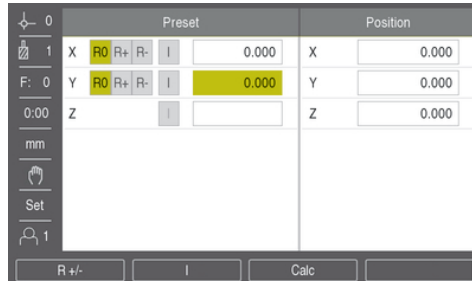 0 Preset Position
1 X R0 R+ R- I 0.000 X 0.000
F: 0 Y R0 R+ R- I 0.000 Y 0.000
0:00 Z I Z 0.000
mm
Set
1
R +/- I Calc